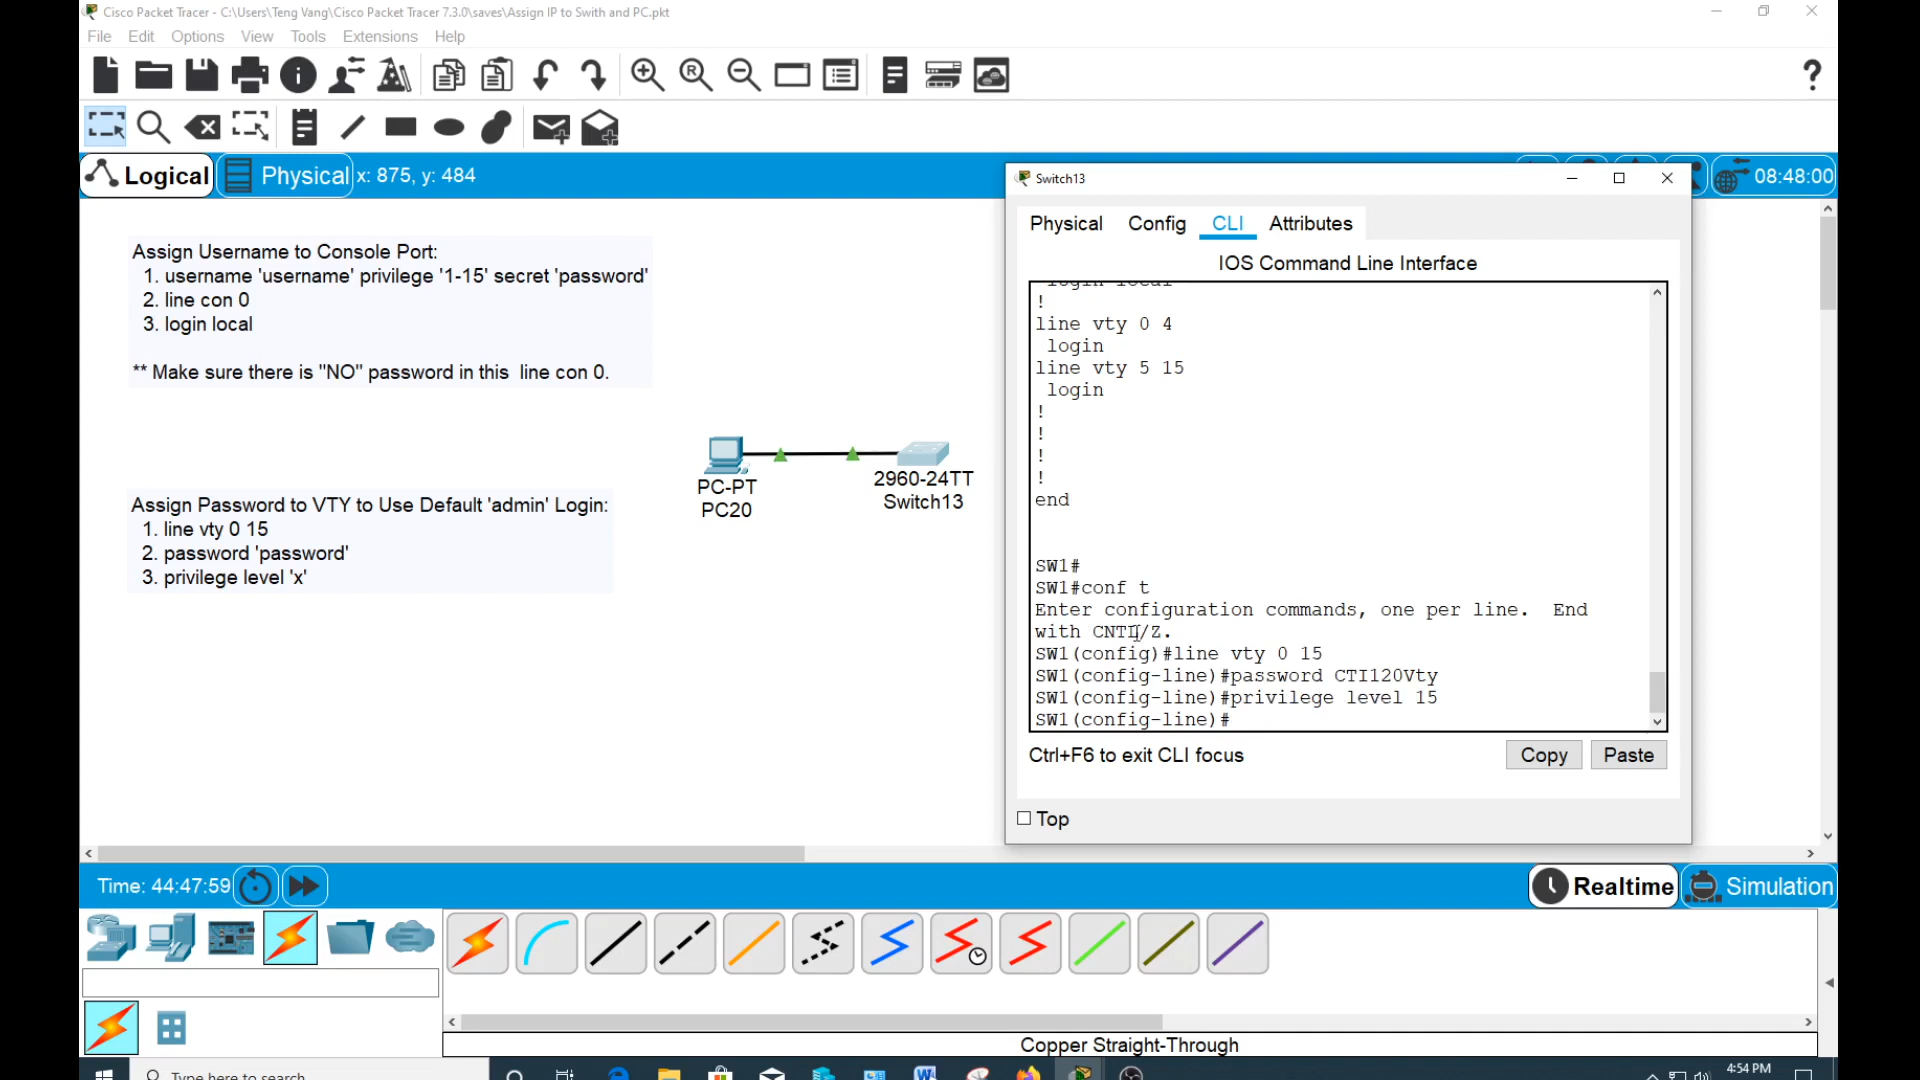 Cisco Packet Tracer - C:\Users\Teng Vang\Cisco Packet Tracer 7.3.0\saves\Assign IP to Swith and PC.pkt
File Edit Options View Tools Extensions Help
Logical Physical x: 875, y: 484
08:48:00
Assign Username to Console Port:
1. username 'username' privilege '1-15' secret 'password'
2. line con 0
3. login local
** Make sure there is "NO" password in this line con 0.
PC-PT
PC20
2960-24TT
Switch13
Assign Password to VTY to Use Default 'admin' Login:
1. line vty 0 15
2. password 'password'
3. privilege level 'x'
Switch13
Physical Config CLI Attributes
IOS Command Line Interface
login local
!
line vty 0 4
login
line vty 5 15
login
!
!
!
!
end
SW1#
SW1#conf t
Enter configuration commands, one per line. End
with CNTL/Z.
SW1(config)#line vty 0 15
SW1(config-line)#password CTI120Vty
SW1(config-line)#privilege level 15
SW1(config-line)#
Ctrl+F6 to exit CLI focus
Copy Paste
Top
Time: 44:47:59
Realtime Simulation
Copper Straight-Through
Type here to search
4:54 PM